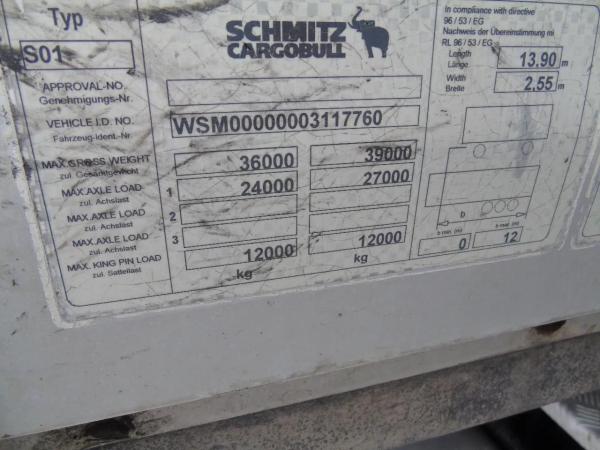 Typ
S01
SCHMITZ
CARGOBULL
APPROVAL-NO.
Genehmigungs-Nr.
VEHICLE I.D. NO.
Fahrzeug-Ident.-Nr.
WSM00000003117760
MAX.GROSS WEIGHT
zul. Gesamtgewicht
36000
39000
MAX.AXLE LOAD
zul. Achslast
1
24000
27000
MAX.AXLE LOAD
zul. Achslast
2
MAX.AXLE LOAD
zul. Achslast
3
MAX. KING PIN LOAD
zul. Sattellast
12000
12000
kg
kg
In compliance with directive
96 / 53 / EG
Nachweis der Übereinstimmung mi
RL 96 / 53 / EG
Length
Länge
13,90 m
Width
Breite
2,55 m
b
0
12